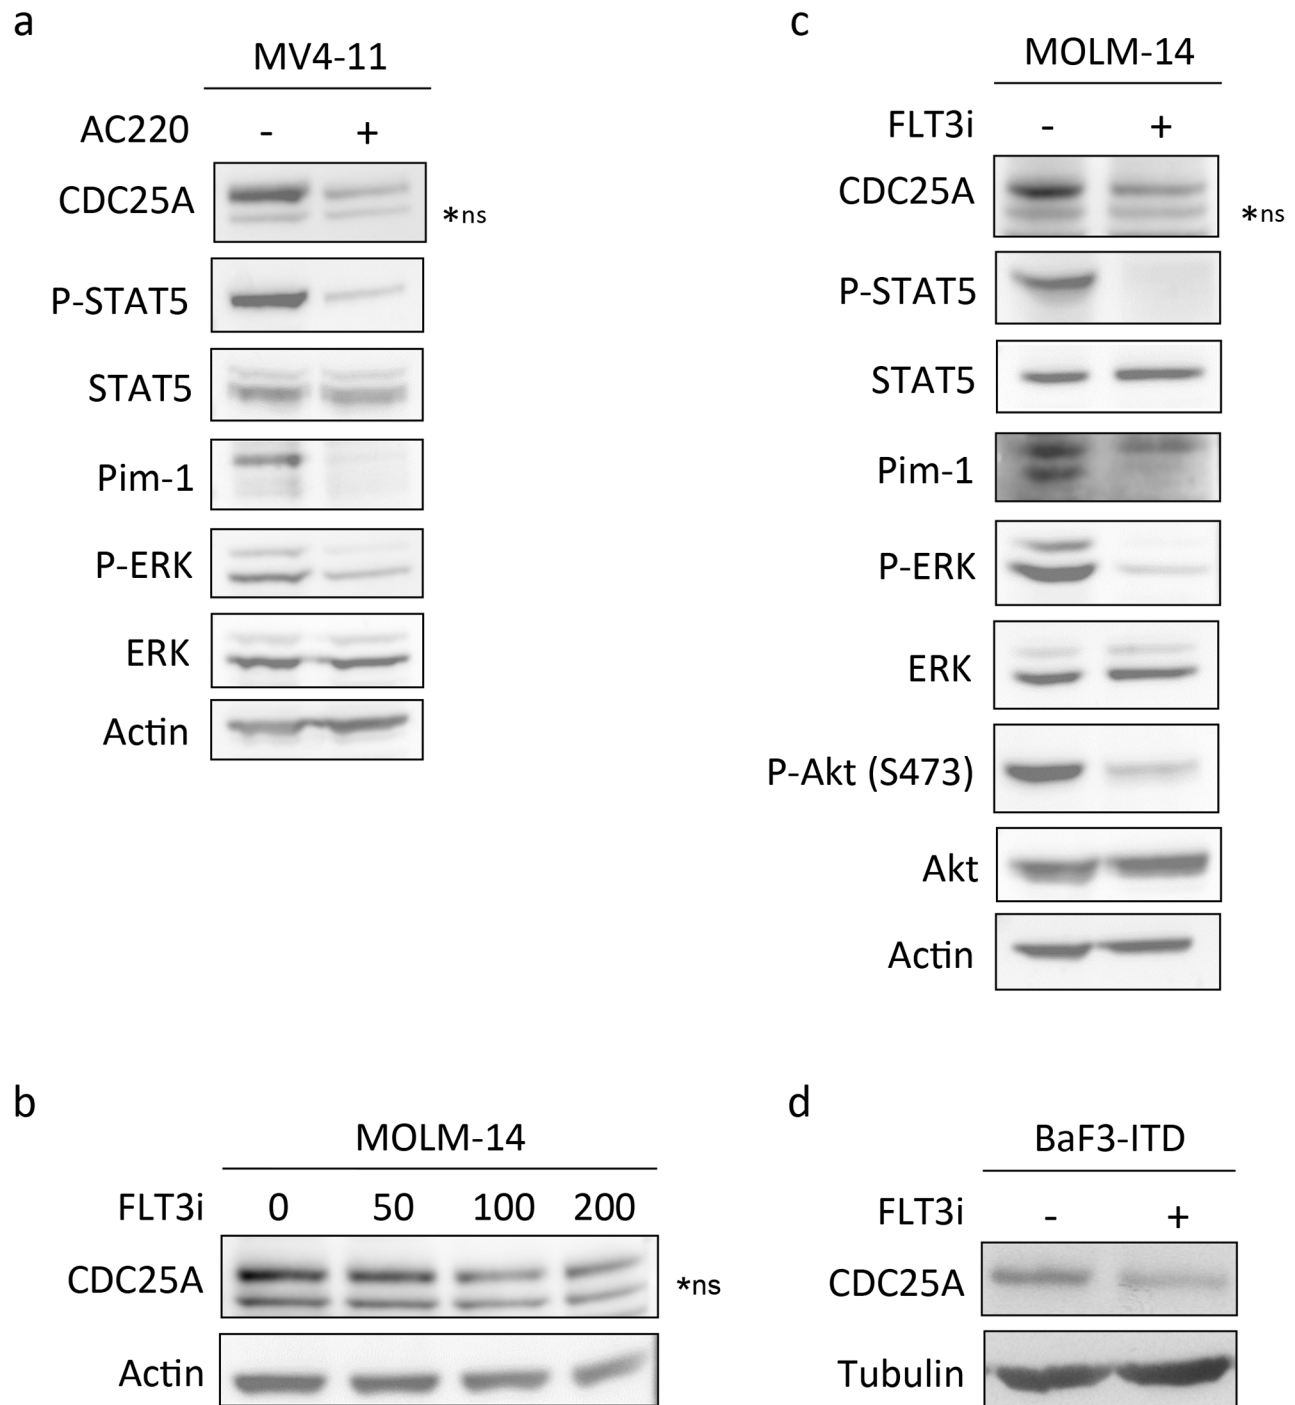 a
MV4-11
AC220 - +
CDC25A
*ns
P-STAT5
STAT5
Pim-1
P-ERK
ERK
Actin
c
MOLM-14
FLT3i - +
CDC25A
*ns
P-STAT5
STAT5
Pim-1
P-ERK
ERK
P-Akt (S473)
Akt
Actin
b
MOLM-14
FLT3i 0 50 100 200
CDC25A
*ns
Actin
d
BaF3-ITD
FLT3i - +
CDC25A
Tubulin